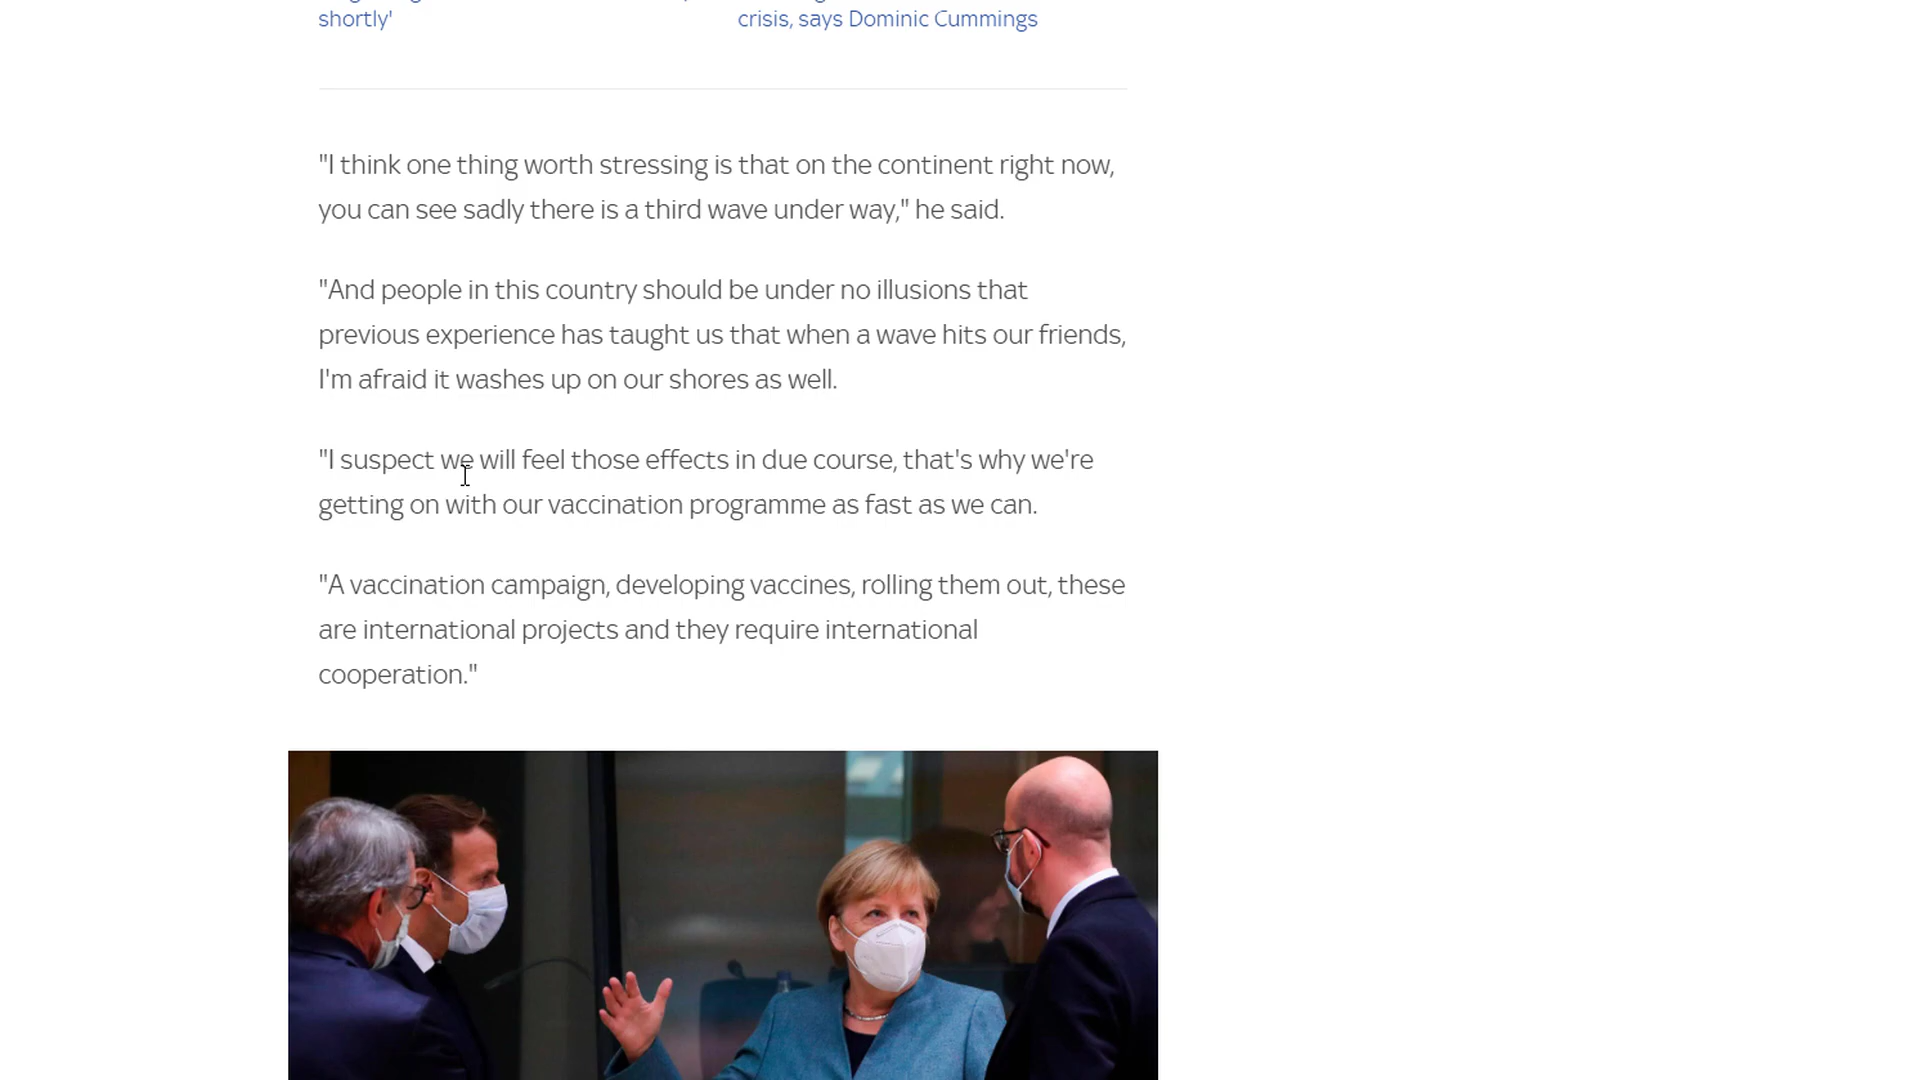 shortly'
crisis, says Dominic Cummings
"I think one thing worth stressing is that on the continent right now,
you can see sadly there is a third wave under way," he said.
"And people in this country should be under no illusions that
previous experience has taught us that when a wave hits our friends,
I'm afraid it washes up on our shores as well.
"I suspect we will feel those effects in due course, that's why we're
getting on with our vaccination programme as fast as we can.
"A vaccination campaign, developing vaccines, rolling them out, these
are international projects and they require international
cooperation."